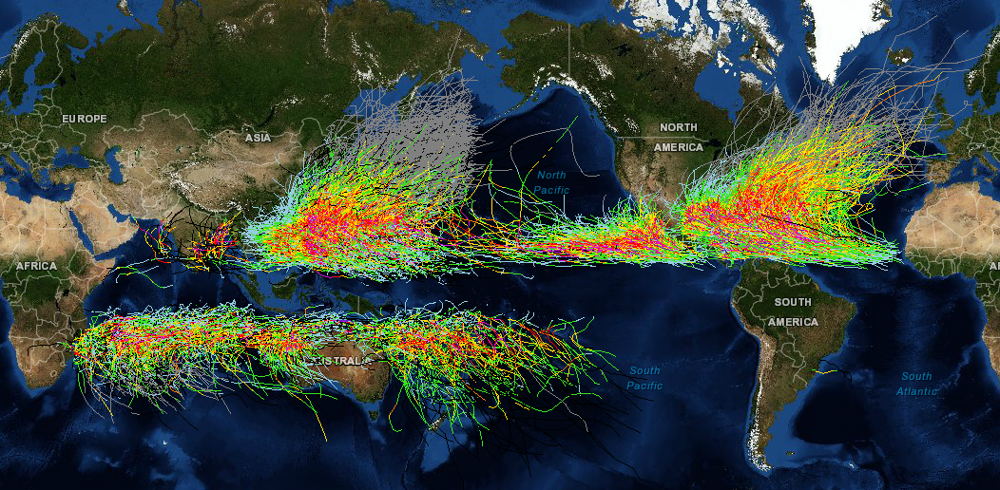 EUROPE
ASIA
NORTH
AMERICA
North
Pacific
AFRICA
SOUTH
AMERICA
South
Pacific
South
Atlantic